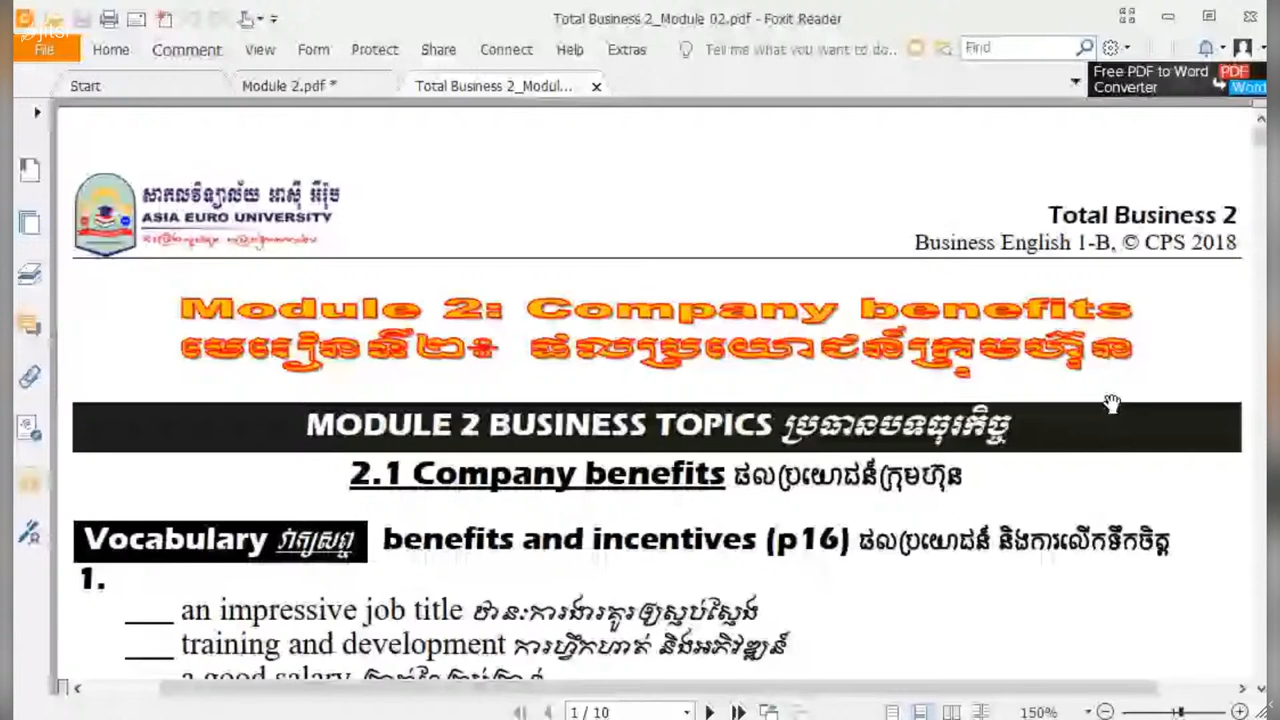 jitsi
Total Business 2_Module 02.pdf - Foxit Reader
File Home Comment View Form Protect Share Connect Help Extras Tell me what you want to do.. Find
Start Module 2.pdf * Total Business 2_Modul... Free PDF to Word PDF
Converter Word
សាកលវិទ្យាល័យ អាស៊ី អឺរ៉ុប
ASIA EURO UNIVERSITY
Total Business 2
Business English 1-B, © CPS 2018
Module 2: Company benefits
មេរៀនទី២៖ ផលប្រយោជន៍ក្រុមហ៊ុន
MODULE 2 BUSINESS TOPICS ប្រធានបទធុរកិច្ច
2.1 Company benefits ផលប្រយោជន៍ក្រុមហ៊ុន
Vocabulary វាក្យសព្ទ benefits and incentives (p16) ផលប្រយោជន៍ និងការលើកទឹកចិត្ត
1.
___ an impressive job title ឋានៈការងារគួរឲ្យស្ញប់ស្ញែង
___ training and development ការហ្វឹកហាត់ និងអភិវឌ្ឍន៍
a good salary
1 / 10 150%